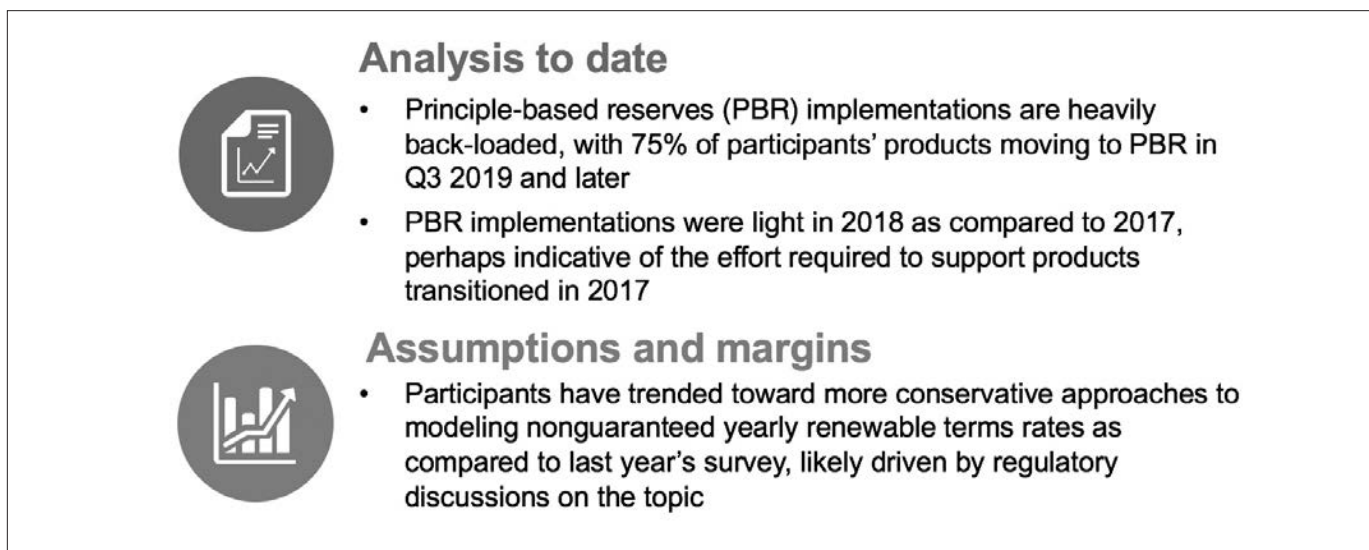 Analysis to date
• Principle-based reserves (PBR) implementations are heavily
back-loaded, with 75% of participants’ products moving to PBR in
Q3 2019 and later
• PBR implementations were light in 2018 as compared to 2017,
perhaps indicative of the effort required to support products
transitioned in 2017
Assumptions and margins
• Participants have trended toward more conservative approaches to
modeling nonguaranteed yearly renewable terms rates as
compared to last year’s survey, likely driven by regulatory
discussions on the topic